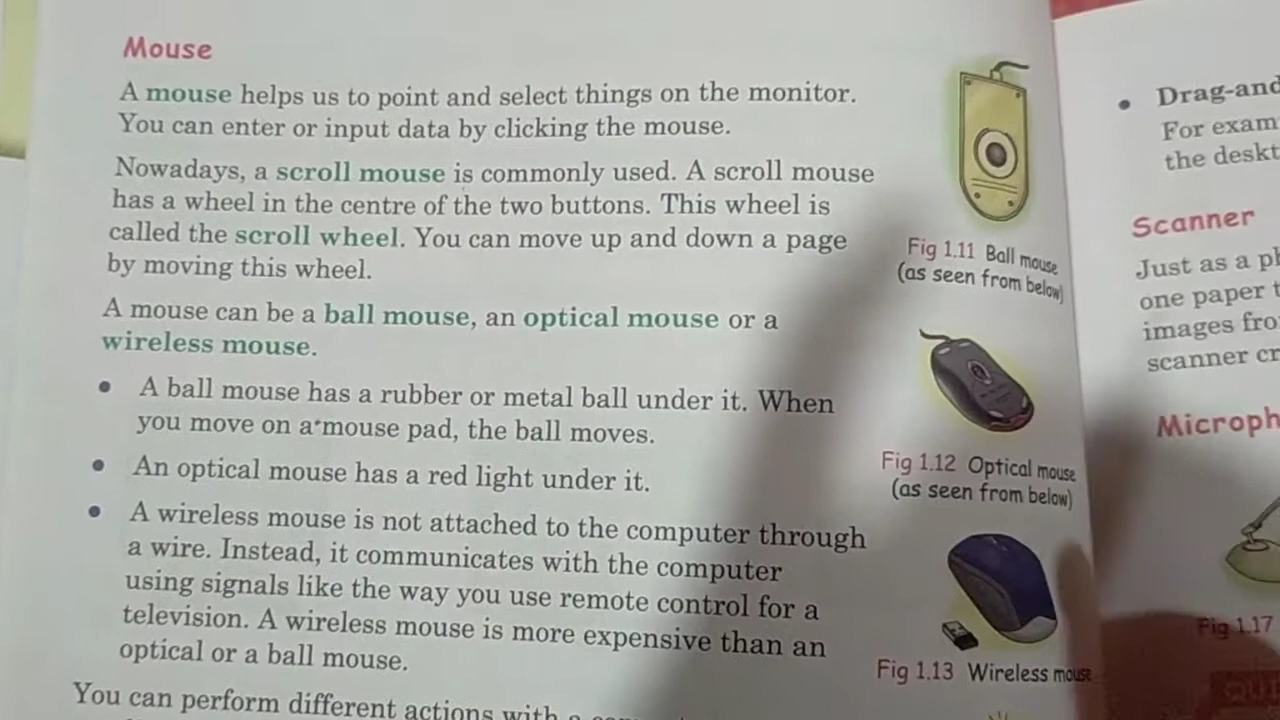 Mouse
A mouse helps us to point and select things on the monitor.
You can enter or input data by clicking the mouse.
Nowadays, a scroll mouse is commonly used. A scroll mouse
has a wheel in the centre of the two buttons. This wheel is
called the scroll wheel. You can move up and down a page
by moving this wheel.
A mouse can be a ball mouse, an optical mouse or a
wireless mouse.
• A ball mouse has a rubber or metal ball under it. When
you move on a mouse pad, the ball moves.
• An optical mouse has a red light under it.
• A wireless mouse is not attached to the computer through
a wire. Instead, it communicates with the computer
using signals like the way you use remote control for a
television. A wireless mouse is more expensive than an
optical or a ball mouse.
You can perform different actions with a
Fig 1.11 Ball mouse
(as seen from below)
Fig 1.12 Optical mouse
(as seen from below)
Fig 1.13 Wireless mouse
• Drag-and
For exam
the deskt
Scanner
Just as a ph
one paper t
images fro
scanner cr
Microph
Fig 1.17